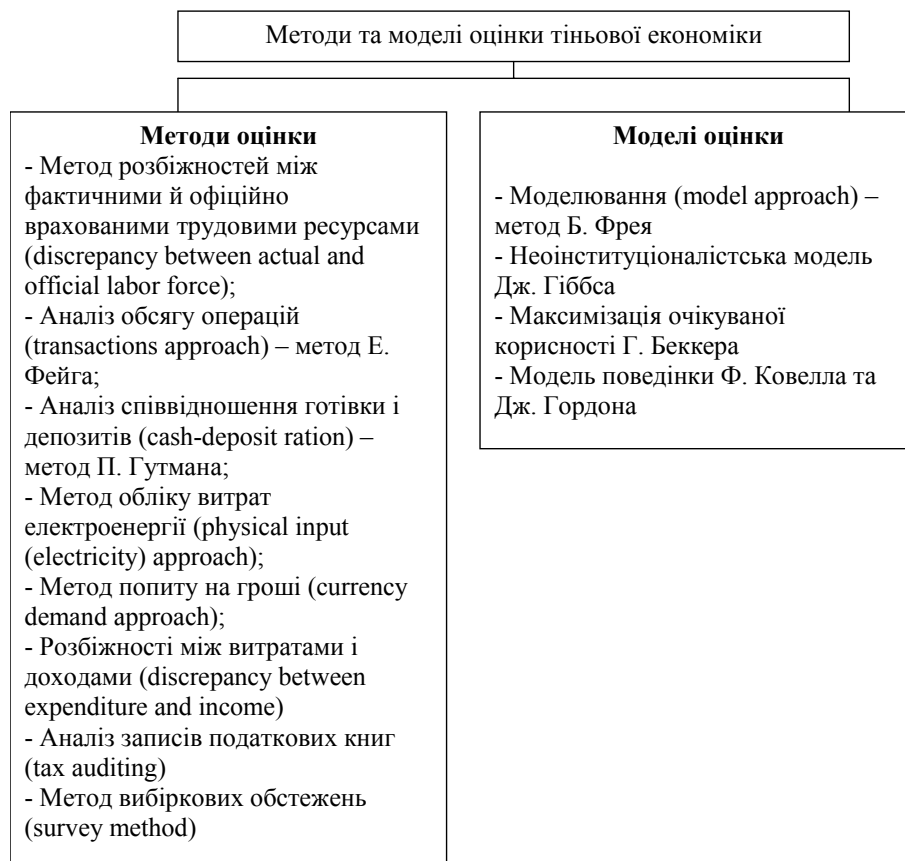 Методи та моделі оцінки тіньової економіки
Методи оцінки
- Метод розбіжностей між
фактичними й офіційно
врахованими трудовими ресурсами
(discrepancy between actual and
official labor force);
- Аналіз обсягу операцій
(transactions approach) – метод Е.
Фейга;
- Аналіз співвідношення готівки і
депозитів (cash-deposit ration) –
метод П. Гутмана;
- Метод обліку витрат
електроенергії (physical input
(electricity) approach);
- Метод попиту на гроші (currency
demand approach);
- Розбіжності між витратами і
доходами (discrepancy between
expenditure and income)
- Аналіз записів податкових книг
(tax auditing)
- Метод вибіркових обстежень
(survey method)
Моделі оцінки
- Моделювання (model approach) –
метод Б. Фрея
- Неоінституціоналістська модель
Дж. Гіббса
- Максимізація очікуваної
корисності Г. Беккера
- Модель поведінки Ф. Ковелла та
Дж. Гордона